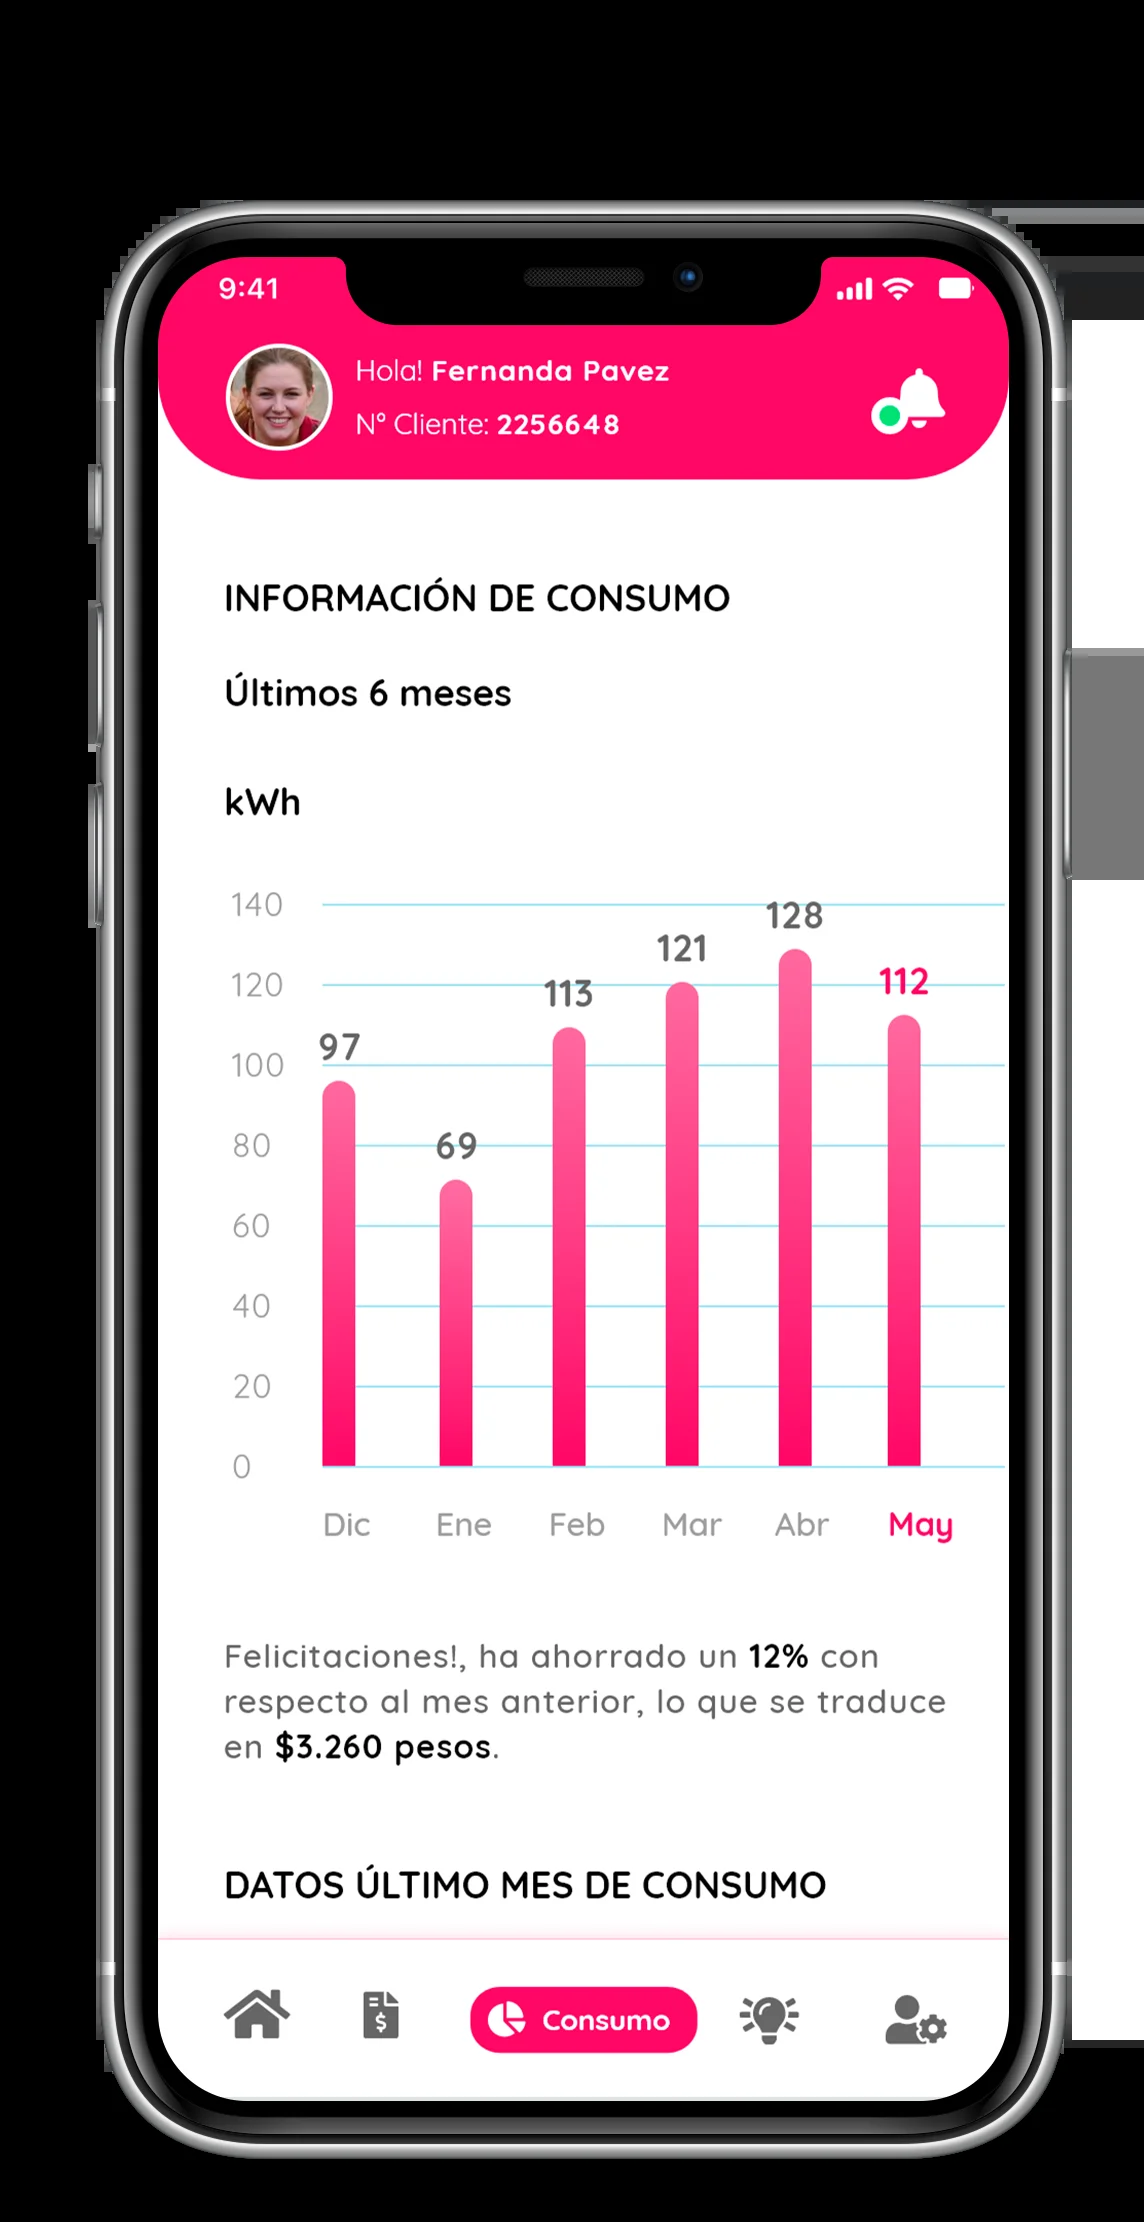 9:41
Hola! Fernanda Pavez
N° Cliente: 2256648
INFORMACIÓN DE CONSUMO
Últimos 6 meses
kWh
140
120
100
80
60
40
20
0
97
69
113
121
128
112
Dic Ene Feb Mar Abr May
Felicitaciones!, ha ahorrado un 12% con
respecto al mes anterior, lo que se traduce
en $3.260 pesos.
DATOS ÚLTIMO MES DE CONSUMO
$
Consumo